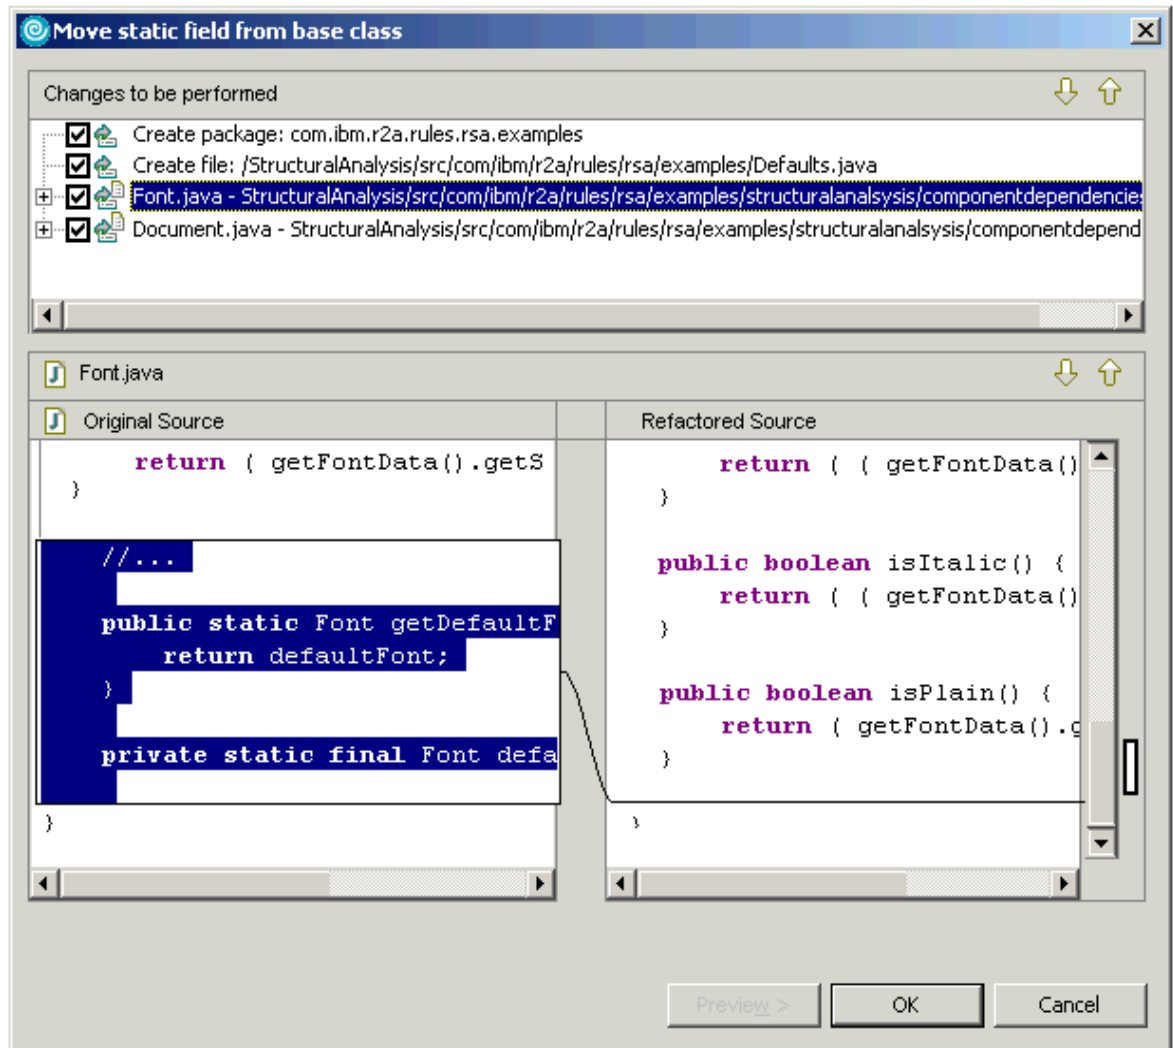 Move static field from base class
Changes to be performed
Create package: com.ibm.r2a.rules.rsa.examples
Create file: /StructuralAnalysis/src/com/ibm/r2a/rules/rsa/examples/Defaults.java
Font.java - StructuralAnalysis/src/com/ibm/r2a/rules/rsa/examples/structuralanalsysis/componentdependencies
Document.java - StructuralAnalysis/src/com/ibm/r2a/rules/rsa/examples/structuralanalsysis/componentdepend
Font.java
Original Source
return ( getFontData().getS
}
//...
public static Font getDefaultF
return defaultFont;
}
private static final Font defa
}
Refactored Source
return ( ( getFontData()
}
public boolean isItalic() {
return ( ( getFontData()
}
public boolean isPlain() {
return ( getFontData().g
}
}
Preview >
OK
Cancel